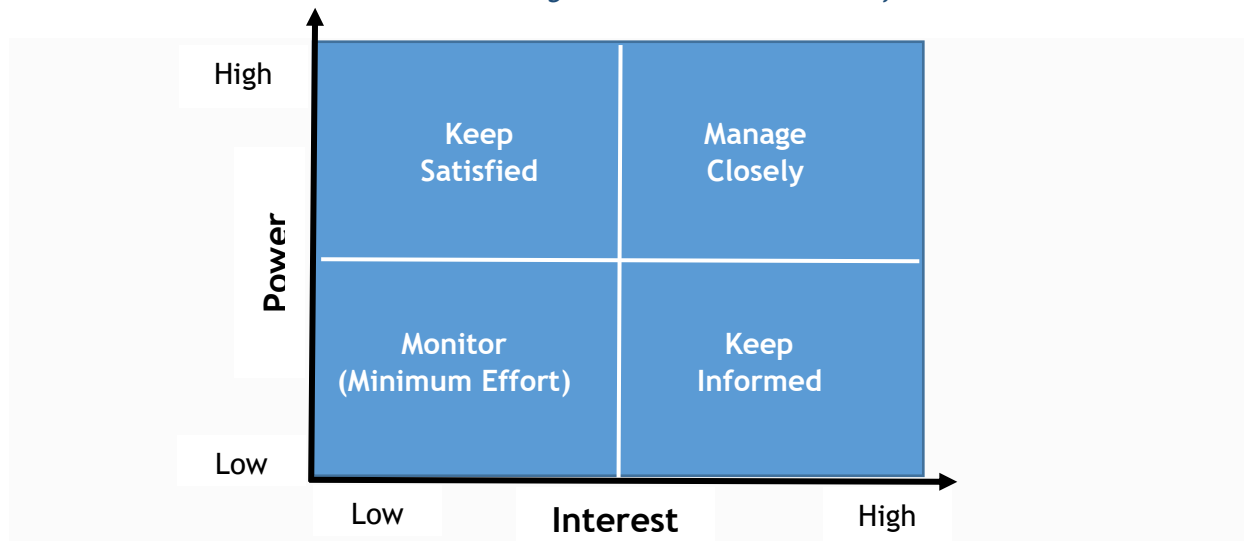 High
Keep
Satisfied
Manage
Closely
Power
Monitor
(Minimum Effort)
Keep
Informed
Low
Low
Interest
High